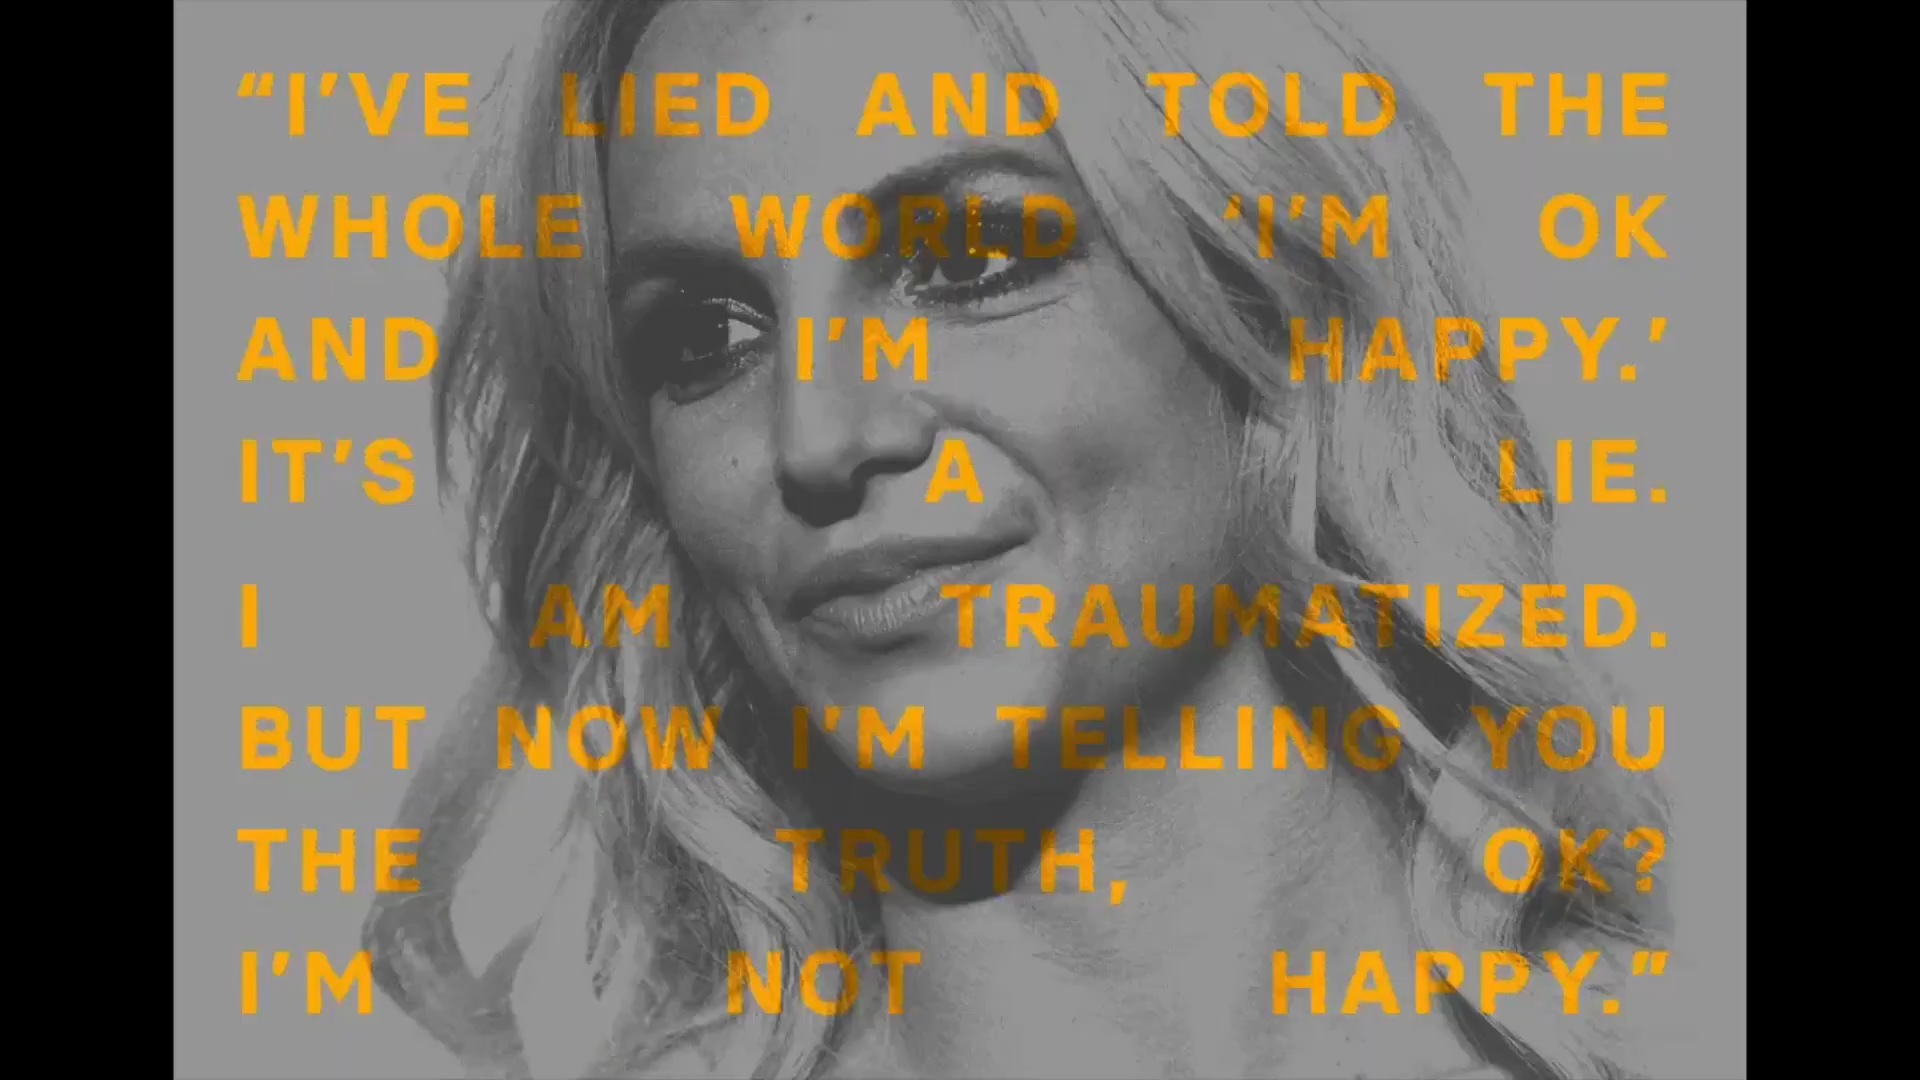 “I’VE LIED AND TOLD THE
WHOLE WORLD ‘I’M OK
AND I’M HAPPY.’
IT’S A LIE.
I AM TRAUMATIZED.
BUT NOW I’M TELLING YOU
THE TRUTH, OK?
I’M NOT HAPPY.”